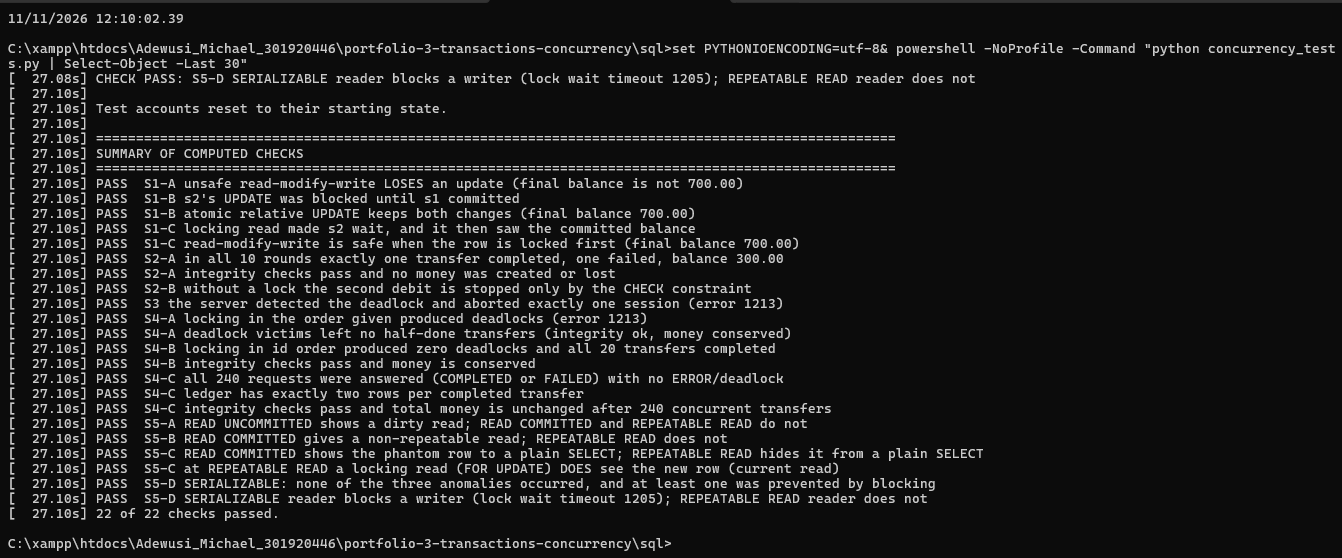 11/11/2026 12:10:02.39
C:\xampp\htdocs\Adewusi_Michael_301920446\portfolio-3-transactions-concurrency\sql>set PYTHONIOENCODING=utf-8& powershell -NoProfile -Command "python concurrency_test
s.py | Select-Object -Last 30"
[  27.08s] CHECK PASS: S5-D SERIALIZABLE reader blocks a writer (lock wait timeout 1205); REPEATABLE READ reader does not
[  27.10s]
[  27.10s] Test accounts reset to their starting state.
[  27.10s]
[  27.10s] ====================================================================================================
[  27.10s] SUMMARY OF COMPUTED CHECKS
[  27.10s] ====================================================================================================
[  27.10s] PASS  S1-A unsafe read-modify-write LOSES an update (final balance is not 700.00)
[  27.10s] PASS  S1-B s2's UPDATE was blocked until s1 committed
[  27.10s] PASS  S1-B atomic relative UPDATE keeps both changes (final balance 700.00)
[  27.10s] PASS  S1-C locking read made s2 wait, and it then saw the committed balance
[  27.10s] PASS  S1-C read-modify-write is safe when the row is locked first (final balance 700.00)
[  27.10s] PASS  S2-A in all 10 rounds exactly one transfer completed, one failed, balance 300.00
[  27.10s] PASS  S2-A integrity checks pass and no money was created or lost
[  27.10s] PASS  S2-B without a lock the second debit is stopped only by the CHECK constraint
[  27.10s] PASS  S3 the server detected the deadlock and aborted exactly one session (error 1213)
[  27.10s] PASS  S4-A locking in the order given produced deadlocks (error 1213)
[  27.10s] PASS  S4-A deadlock victims left no half-done transfers (integrity ok, money conserved)
[  27.10s] PASS  S4-B locking in id order produced zero deadlocks and all 20 transfers completed
[  27.10s] PASS  S4-B integrity checks pass and money is conserved
[  27.10s] PASS  S4-C all 240 requests were answered (COMPLETED or FAILED) with no ERROR/deadlock
[  27.10s] PASS  S4-C ledger has exactly two rows per completed transfer
[  27.10s] PASS  S4-C integrity checks pass and total money is unchanged after 240 concurrent transfers
[  27.10s] PASS  S5-A READ UNCOMMITTED shows a dirty read; READ COMMITTED and REPEATABLE READ do not
[  27.10s] PASS  S5-B READ COMMITTED gives a non-repeatable read; REPEATABLE READ does not
[  27.10s] PASS  S5-C READ COMMITTED shows the phantom row to a plain SELECT; REPEATABLE READ hides it from a plain SELECT
[  27.10s] PASS  S5-C at REPEATABLE READ a locking read (FOR UPDATE) DOES see the new row (current read)
[  27.10s] PASS  S5-D SERIALIZABLE: none of the three anomalies occurred, and at least one was prevented by blocking
[  27.10s] PASS  S5-D SERIALIZABLE reader blocks a writer (lock wait timeout 1205); REPEATABLE READ reader does not
[  27.10s] 22 of 22 checks passed.
C:\xampp\htdocs\Adewusi_Michael_301920446\portfolio-3-transactions-concurrency\sql>